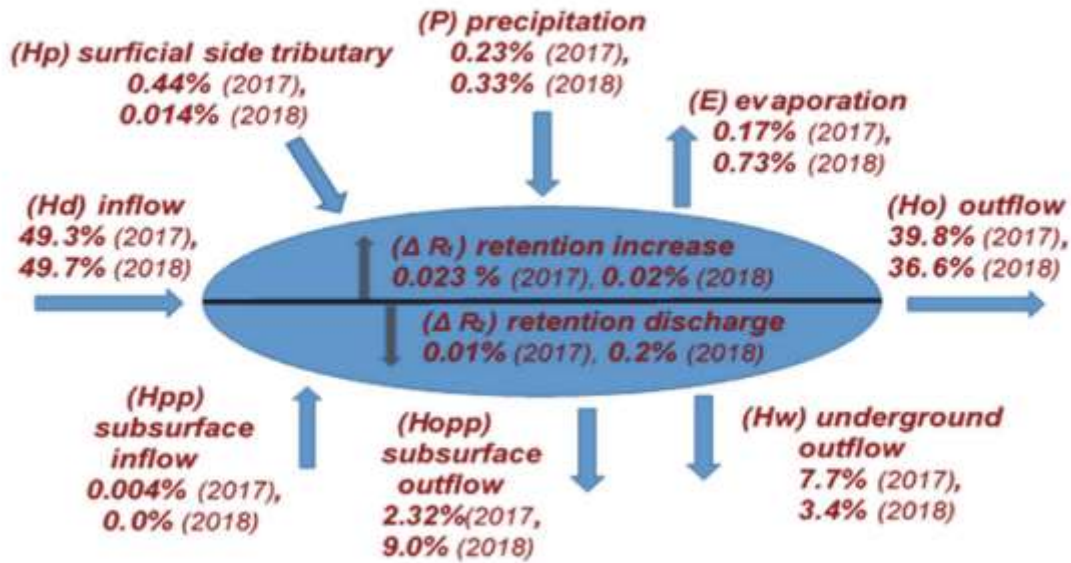 (P) precipitation
0.23% (2017),
0.33% (2018)
(Hp) surficial side tributary
0.44% (2017),
0.014% (2018)
(E) evaporation
0.17% (2017),
0.73% (2018)
(Hd) inflow
49.3% (2017),
49.7% (2018)
(Ho) outflow
39.8% (2017),
36.6% (2018)
(Δ R₁) retention increase
0.023 % (2017), 0.02% (2018)
(Δ R₂) retention discharge
0.01% (2017), 0.2% (2018)
(Hpp)
subsurface
inflow
0.004% (2017),
0.0% (2018)
(Hopp)
subsurface
outflow
2.32%(2017,
9.0% (2018)
(Hw) underground
outflow
7.7% (2017),
3.4% (2018)